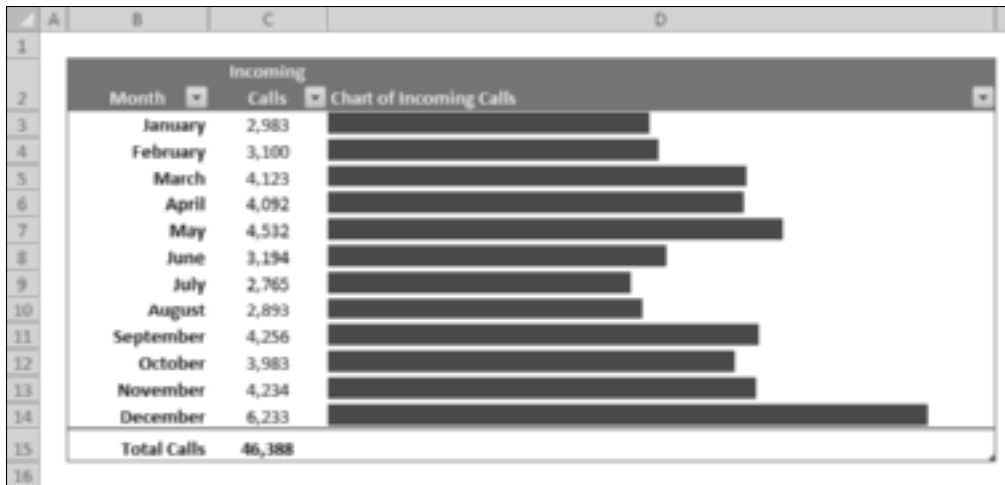 A B C D
1
Incoming
2 Month Calls Chart of Incoming Calls
3 January 2,983
4 February 3,100
5 March 4,123
6 April 4,092
7 May 4,532
8 June 3,194
9 July 2,765
10 August 2,893
11 September 4,256
12 October 3,983
13 November 4,234
14 December 6,233
15 Total Calls 46,388
16